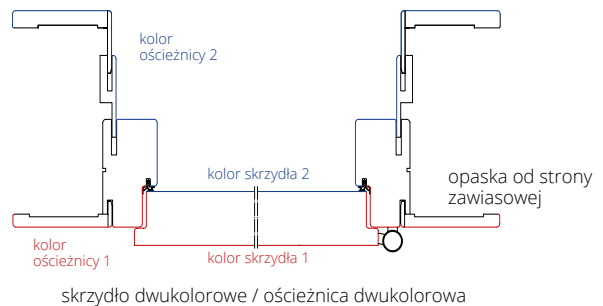 kolor
ościeżnicy 2
kolor skrzydła 2
opaska od strony
zawiasowej
kolor
ościeżnicy 1
kolor skrzydła 1
skrzydło dwukolorowe / ościeżnica dwukolorowa